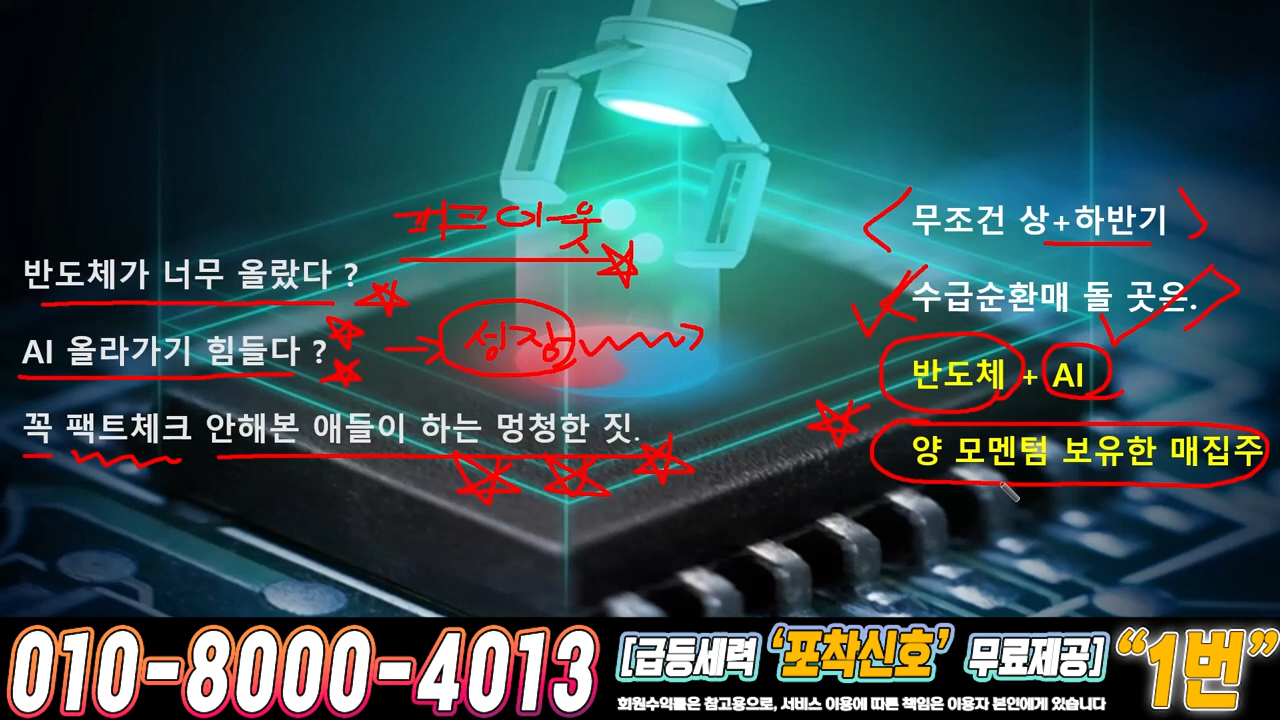 피크이웃
반도체가 너무 올랐다 ?
AI 올라가기 힘들다 ?
성장
꼭 팩트체크 안해본 애들이 하는 멍청한 짓.
무조건 상+하반기
수급순환매 돌 곳은.
반도체 + AI
양 모멘텀 보유한 매집주
010-8000-4013
[급등세력 ‘포착신호’ 무료제공] “1번”
회원수익률은 참고용으로, 서비스 이용에 따른 책임은 이용자 본인에게 있습니다